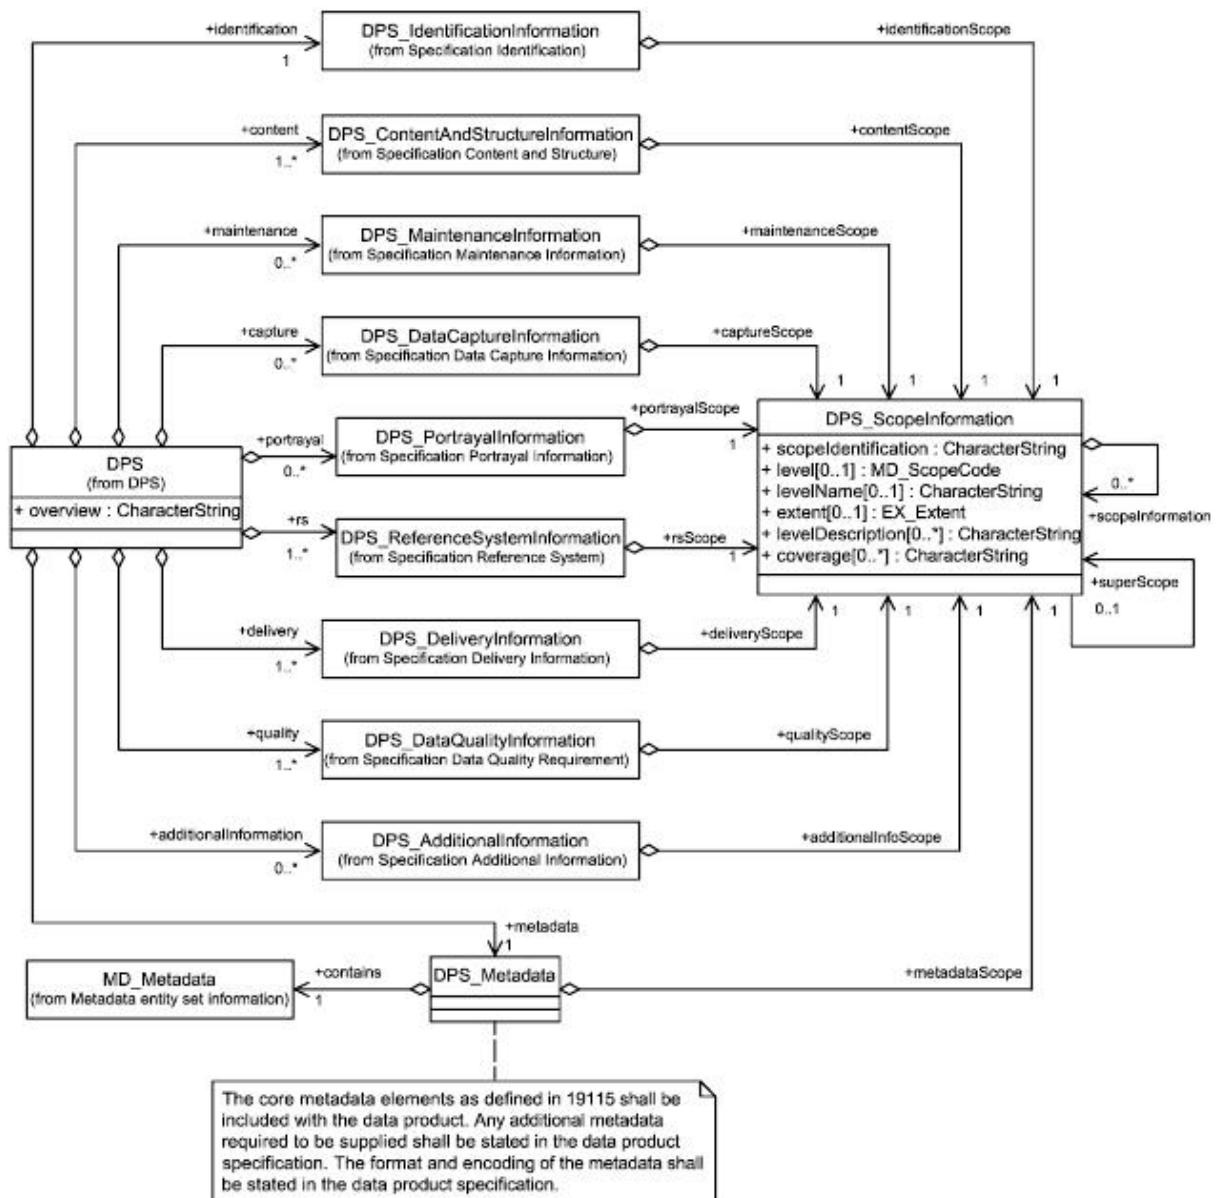 +identification
1
DPS_IdentificationInformation
(from Specification Identification)
+identificationScope
+content
1..*
DPS_ContentAndStructureInformation
(from Specification Content and Structure)
+contentScope
+maintenance
0..*
DPS_MaintenanceInformation
(from Specification Maintenance Information)
+maintenanceScope
+capture
0..*
DPS_DataCaptureInformation
(from Specification Data Capture Information)
+captureScope
1
1
1
1
DPS
(from DPS)
+ overview : CharacterString
+portrayal
0..*
DPS_PortrayalInformation
(from Specification Portrayal Information)
+portrayalScope
1
+rs
1..*
DPS_ReferenceSystemInformation
(from Specification Reference System)
+rsScope
1
DPS_ScopeInformation
+ scopeIdentification : CharacterString
+ level[0..1] : MD_ScopeCode
+ levelName[0..1] : CharacterString
+ extent[0..1] : EX_Extent
+ levelDescription[0..*] : CharacterString
+ coverage[0..*] : CharacterString
0..*
+scopeInformation
+superScope
0..1
1
1
1
1
+delivery
1..*
DPS_DeliveryInformation
(from Specification Delivery Information)
+deliveryScope
+quality
1..*
DPS_DataQualityInformation
(from Specification Data Quality Requirement)
+qualityScope
+additionalInformation
0..*
DPS_AdditionalInformation
(from Specification Additional Information)
+additionalInfoScope
+metadata
1
MD_Metadata
(from Metadata entity set information)
+contains
1
DPS_Metadata
+metadataScope
The core metadata elements as defined in 19115 shall be
included with the data product. Any additional metadata
required to be supplied shall be stated in the data product
specification. The format and encoding of the metadata shall
be stated in the data product specification.